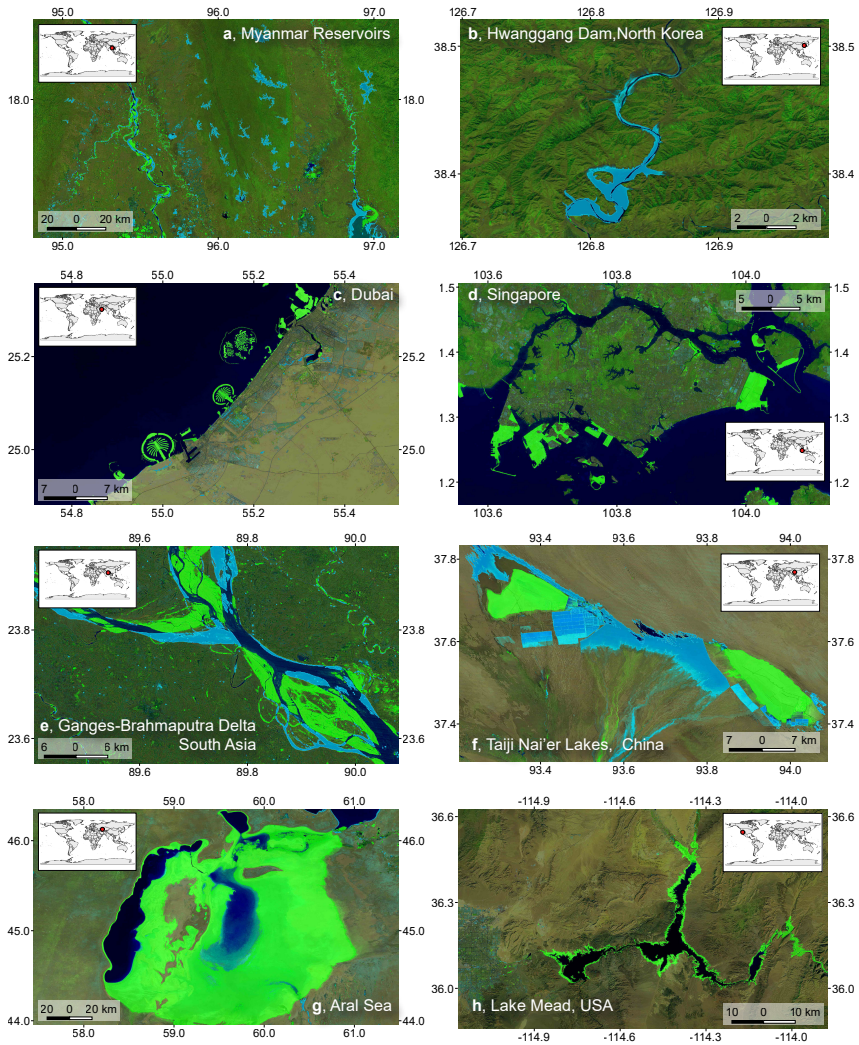 95.0 96.0 97.0
a, Myanmar Reservoirs
18.0
20 0 20 km
95.0 96.0 97.0
126.7 126.8 126.9
b, Hwanggang Dam,North Korea
38.5 38.5
38.4 38.4
2 0 2 km
126.7 126.8 126.9
54.8 55.0 55.2 55.4
c, Dubai
25.2
25.0
7 0 7 km
54.8 55.0 55.2 55.4
103.6 103.8 104.0
1.5 1.5
d, Singapore
5 0 5 km
1.4 1.4
1.3 1.3
1.2 1.2
103.6 103.8 104.0
89.6 89.8 90.0
23.8 23.8
e, Ganges-Brahmaputra Delta
South Asia
23.6 23.6
6 0 6 km
89.6 89.8 90.0
93.4 93.6 93.8 94.0
37.8 37.8
37.6 37.6
37.4 37.4
f, Taiji Nai’er Lakes, China
7 0 7 km
93.4 93.6 93.8 94.0
58.0 59.0 60.0 61.0
46.0 46.0
45.0 45.0
g, Aral Sea
20 0 20 km
44.0 44.0
58.0 59.0 60.0 61.0
-114.9 -114.6 -114.3 -114.0
36.6 36.6
36.3 36.3
36.0 36.0
h, Lake Mead, USA
10 0 10 km
-114.9 -114.6 -114.3 -114.0